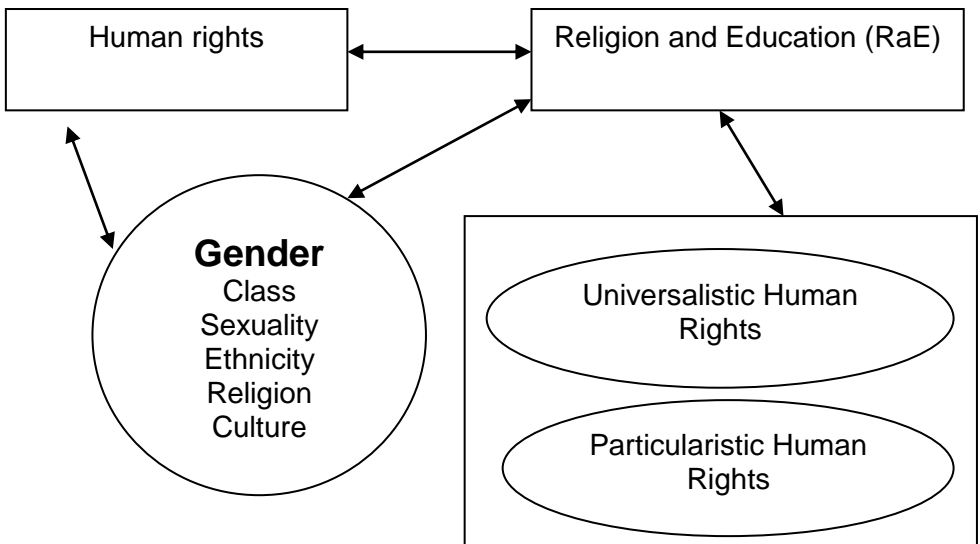 Human rights
Religion and Education (RaE)
Gender
Class
Sexuality
Ethnicity
Religion
Culture
Universalistic Human
Rights
Particularistic Human
Rights